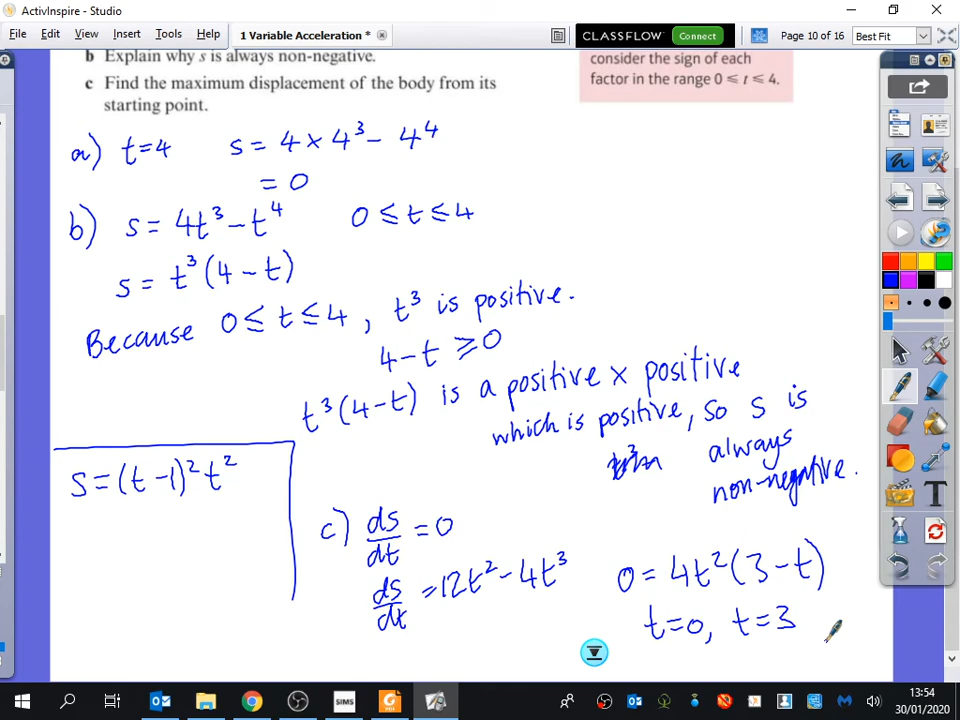 ActivInspire - Studio
File Edit View Insert Tools Help
1 Variable Acceleration *
CLASSFLOW Connect
Page 10 of 16
Best Fit
b Explain why s is always non-negative.
c Find the maximum displacement of the body from its
starting point.
consider the sign of each
factor in the range 0 ≤ t ≤ 4.
a) t=4 s = 4 × 4³ − 4⁴
= 0
b) s = 4t³ − t⁴ 0 ≤ t ≤ 4
s = t³(4 − t)
Because 0 ≤ t ≤ 4, t³ is positive.
4−t ≥ 0
t³(4−t) is a positive × positive
which is positive, so s is
always
non-negative.
s = (t −1)²t²
c) ds/dt = 0
ds/dt = 12t² − 4t³
0 = 4t²(3 − t)
t=0, t=3
SIMS
13:54
30/01/2020